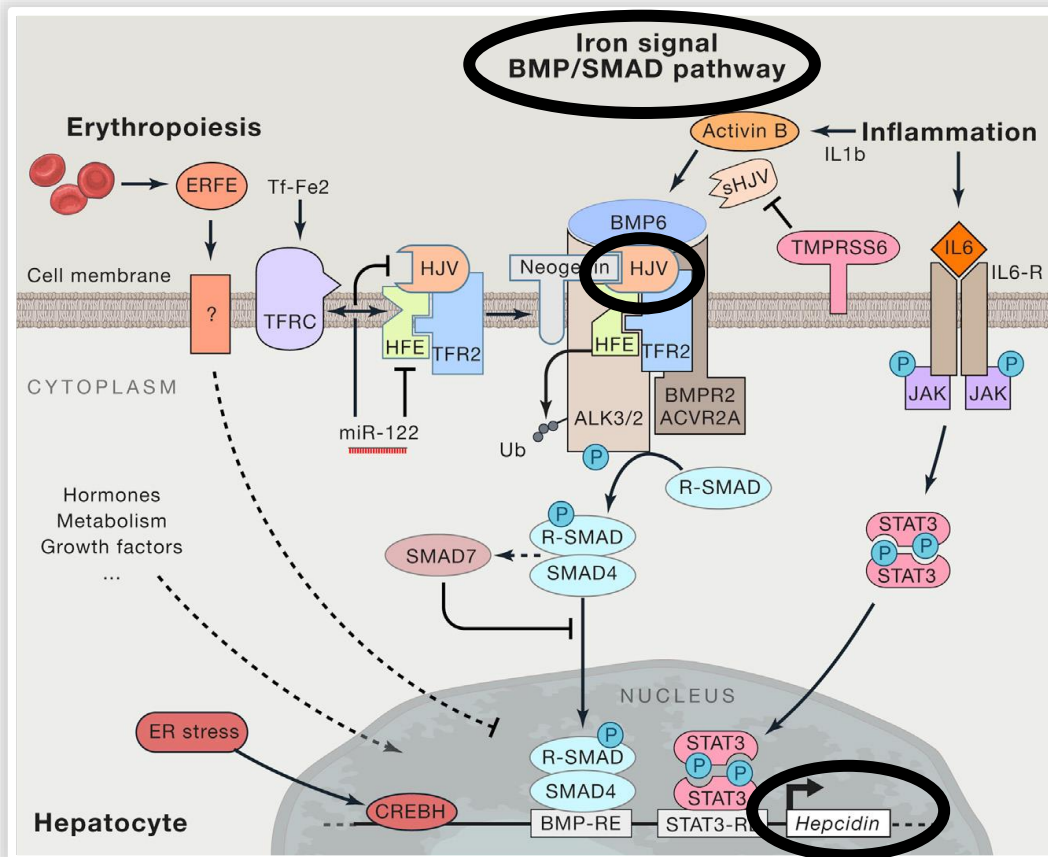 Iron signal
BMP/SMAD pathway
Erythropoiesis
Activin B
Inflammation
IL1b
ERFE
Tf-Fe2
sHJV
BMP6
TMPRSS6
IL6
IL6-R
Cell membrane
HJV
Neogenin
HJV
?
TFRC
HFE
TFR2
HFE
TFR2
CYTOPLASM
P
P
JAK
JAK
BMPR2
ACVR2A
ALK3/2
miR-122
Ub
P
R-SMAD
Hormones
Metabolism
Growth factors
...
P
R-SMAD
SMAD4
SMAD7
STAT3
P
P
STAT3
NUCLEUS
ER stress
P
R-SMAD
SMAD4
STAT3
P
P
STAT3
CREBH
Hepatocyte
BMP-RE
STAT3-RE
Hepcidin